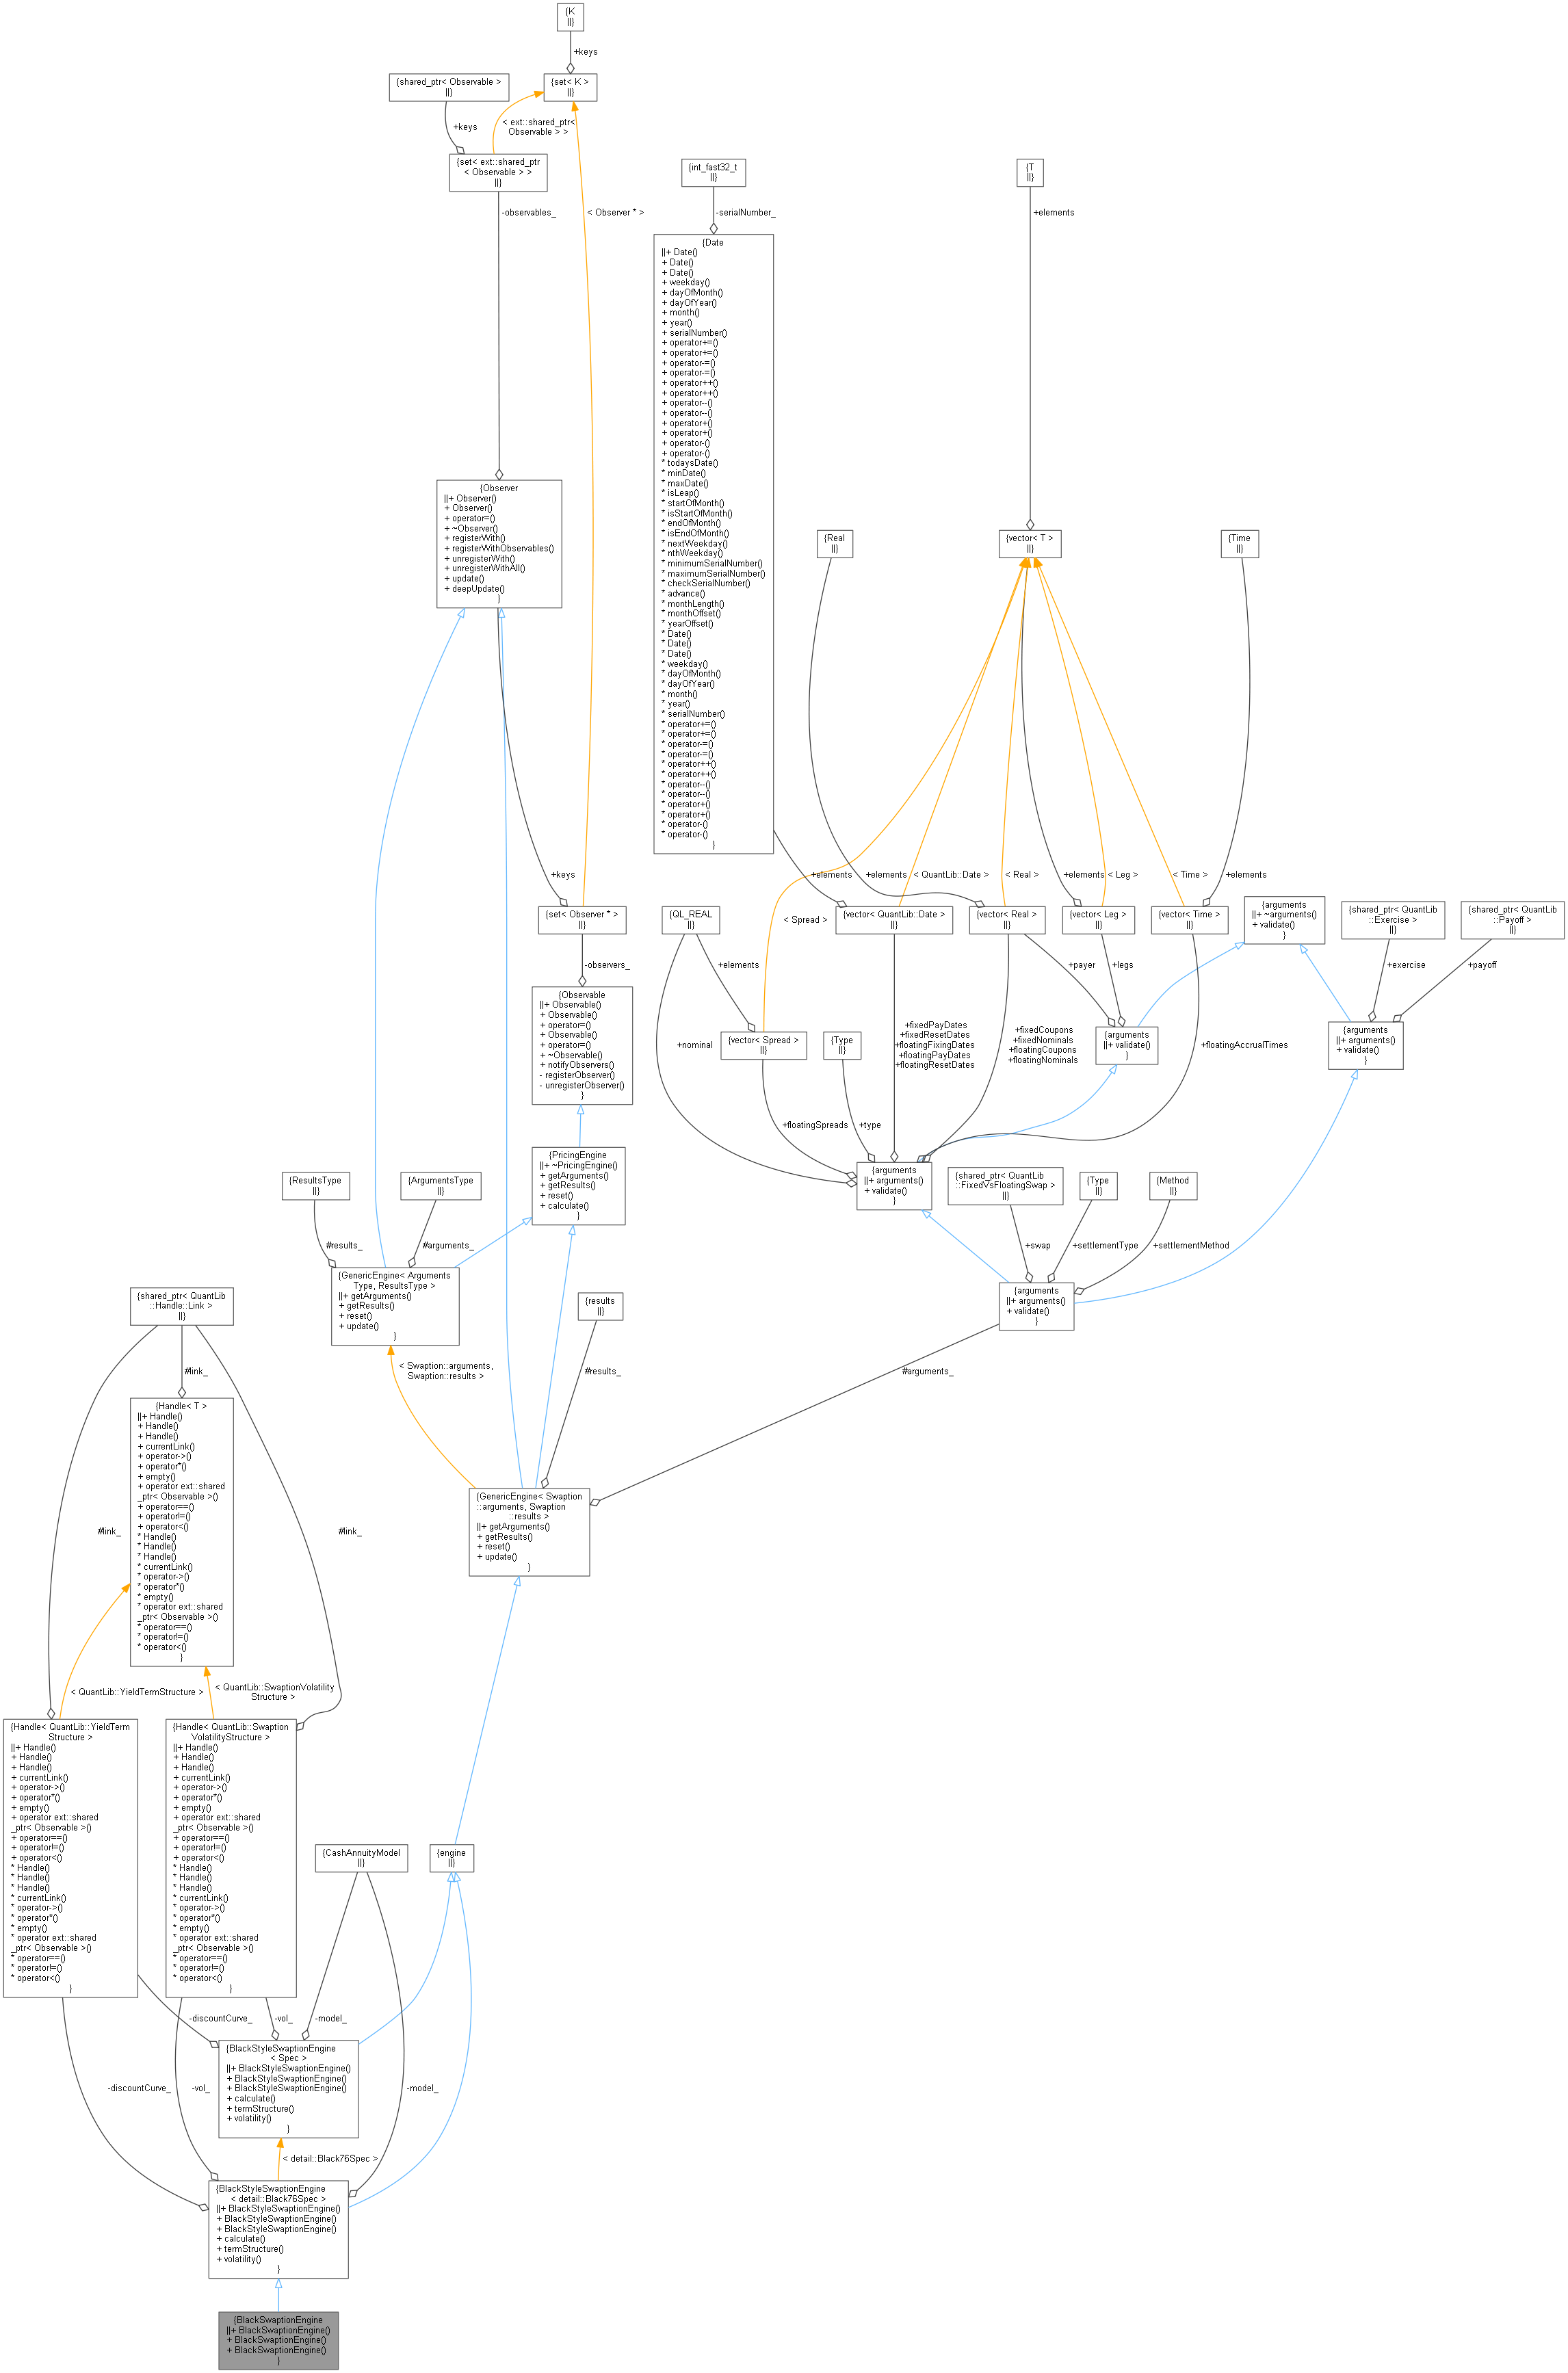 {K
||}
+keys
{shared_ptr< Observable >
||}
{set< K >
||}
+keys
< ext::shared_ptr<
Observable > >
{set< ext::shared_ptr
< Observable > >
||}
{int_fast32_t
||}
{T
||}
-observables_
< Observer * >
-serialNumber_
+elements
{Date
||+ Date()
+ Date()
+ Date()
+ weekday()
+ dayOfMonth()
+ dayOfYear()
+ month()
+ year()
+ serialNumber()
+ operator+=()
+ operator+=()
+ operator-=()
+ operator-=()
+ operator++()
+ operator++()
+ operator--()
+ operator--()
+ operator+()
+ operator+()
+ operator-()
+ operator-()
* todaysDate()
* minDate()
* maxDate()
* isLeap()
* startOfMonth()
* isStartOfMonth()
* endOfMonth()
* isEndOfMonth()
* nextWeekday()
* nthWeekday()
* minimumSerialNumber()
* maximumSerialNumber()
* checkSerialNumber()
* advance()
* monthLength()
* monthOffset()
* yearOffset()
* Date()
* Date()
* Date()
* weekday()
* dayOfMonth()
* dayOfYear()
* month()
* year()
* serialNumber()
* operator+=()
* operator+=()
* operator-=()
* operator-=()
* operator++()
* operator++()
* operator--()
* operator--()
* operator+()
* operator+()
* operator-()
* operator-()
}
{Observer
||+ Observer()
+ Observer()
+ operator=()
+ ~Observer()
+ registerWith()
+ registerWithObservables()
+ unregisterWith()
+ unregisterWithAll()
+ update()
+ deepUpdate()
}
{Real
||}
{vector< T >
||}
{Time
||}
+keys
+elements
< QuantLib::Date >
+elements
< Real >
+elements
< Leg >
< Time >
+elements
< Spread >
{set< Observer * >
||}
{QL_REAL
||}
{vector< QuantLib::Date >
||}
{vector< Real >
||}
{vector< Leg >
||}
{vector< Time >
||}
{arguments
||+ ~arguments()
+ validate()
}
{shared_ptr< QuantLib
::Exercise >
||}
{shared_ptr< QuantLib
::Payoff >
||}
-observers_
+elements
+payer
+legs
+exercise
+payoff
{Observable
||+ Observable()
+ Observable()
+ operator=()
+ Observable()
+ operator=()
+ ~Observable()
+ notifyObservers()
- registerObserver()
- unregisterObserver()
}
+nominal
{vector< Spread >
||}
{Type
||}
+fixedPayDates
+fixedResetDates
+floatingFixingDates
+floatingPayDates
+floatingResetDates
+fixedCoupons
+fixedNominals
+floatingCoupons
+floatingNominals
{arguments
||+ validate()
}
+floatingAccrualTimes
{arguments
||+ arguments()
+ validate()
}
+floatingSpreads
+type
{PricingEngine
||+ ~PricingEngine()
+ getArguments()
+ getResults()
+ reset()
+ calculate()
}
{ResultsType
||}
{ArgumentsType
||}
{arguments
||+ arguments()
+ validate()
}
{shared_ptr< QuantLib
::FixedVsFloatingSwap >
||}
{Type
||}
{Method
||}
#results_
#arguments_
+swap
+settlementType
+settlementMethod
{GenericEngine< Arguments
Type, ResultsType >
||+ getArguments()
+ getResults()
+ reset()
+ update()
}
{shared_ptr< QuantLib
::Handle::Link >
||}
{results
||}
{arguments
||+ arguments()
+ validate()
}
#link_
< Swaption::arguments,
Swaption::results >
#results_
#arguments_
{Handle< T >
||+ Handle()
+ Handle()
+ Handle()
+ currentLink()
+ operator->()
+ operator*()
+ empty()
+ operator ext::shared
_ptr< Observable >()
+ operator==()
+ operator!=()
+ operator<()
* Handle()
* Handle()
* Handle()
* currentLink()
* operator->()
* operator*()
* empty()
* operator ext::shared
_ptr< Observable >()
* operator==()
* operator!=()
* operator<()
}
#link_
#link_
{GenericEngine< Swaption
::arguments, Swaption
::results >
||+ getArguments()
+ getResults()
+ reset()
+ update()
}
< QuantLib::YieldTermStructure >
< QuantLib::SwaptionVolatility
Structure >
{Handle< QuantLib::YieldTerm
Structure >
||+ Handle()
+ Handle()
+ Handle()
+ currentLink()
+ operator->()
+ operator*()
+ empty()
+ operator ext::shared
_ptr< Observable >()
+ operator==()
+ operator!=()
+ operator<()
* Handle()
* Handle()
* Handle()
* currentLink()
* operator->()
* operator*()
* empty()
* operator ext::shared
_ptr< Observable >()
* operator==()
* operator!=()
* operator<()
}
{Handle< QuantLib::Swaption
VolatilityStructure >
||+ Handle()
+ Handle()
+ Handle()
+ currentLink()
+ operator->()
+ operator*()
+ empty()
+ operator ext::shared
_ptr< Observable >()
+ operator==()
+ operator!=()
+ operator<()
* Handle()
* Handle()
* Handle()
* currentLink()
* operator->()
* operator*()
* empty()
* operator ext::shared
_ptr< Observable >()
* operator==()
* operator!=()
* operator<()
}
{CashAnnuityModel
||}
{engine
||}
-discountCurve_
-vol_
-model_
{BlackStyleSwaptionEngine
< Spec >
||+ BlackStyleSwaptionEngine()
+ BlackStyleSwaptionEngine()
+ BlackStyleSwaptionEngine()
+ calculate()
+ termStructure()
+ volatility()
}
-discountCurve_
-vol_
-model_
< detail::Black76Spec >
{BlackStyleSwaptionEngine
< detail::Black76Spec >
||+ BlackStyleSwaptionEngine()
+ BlackStyleSwaptionEngine()
+ BlackStyleSwaptionEngine()
+ calculate()
+ termStructure()
+ volatility()
}
{BlackSwaptionEngine
||+ BlackSwaptionEngine()
+ BlackSwaptionEngine()
+ BlackSwaptionEngine()
}